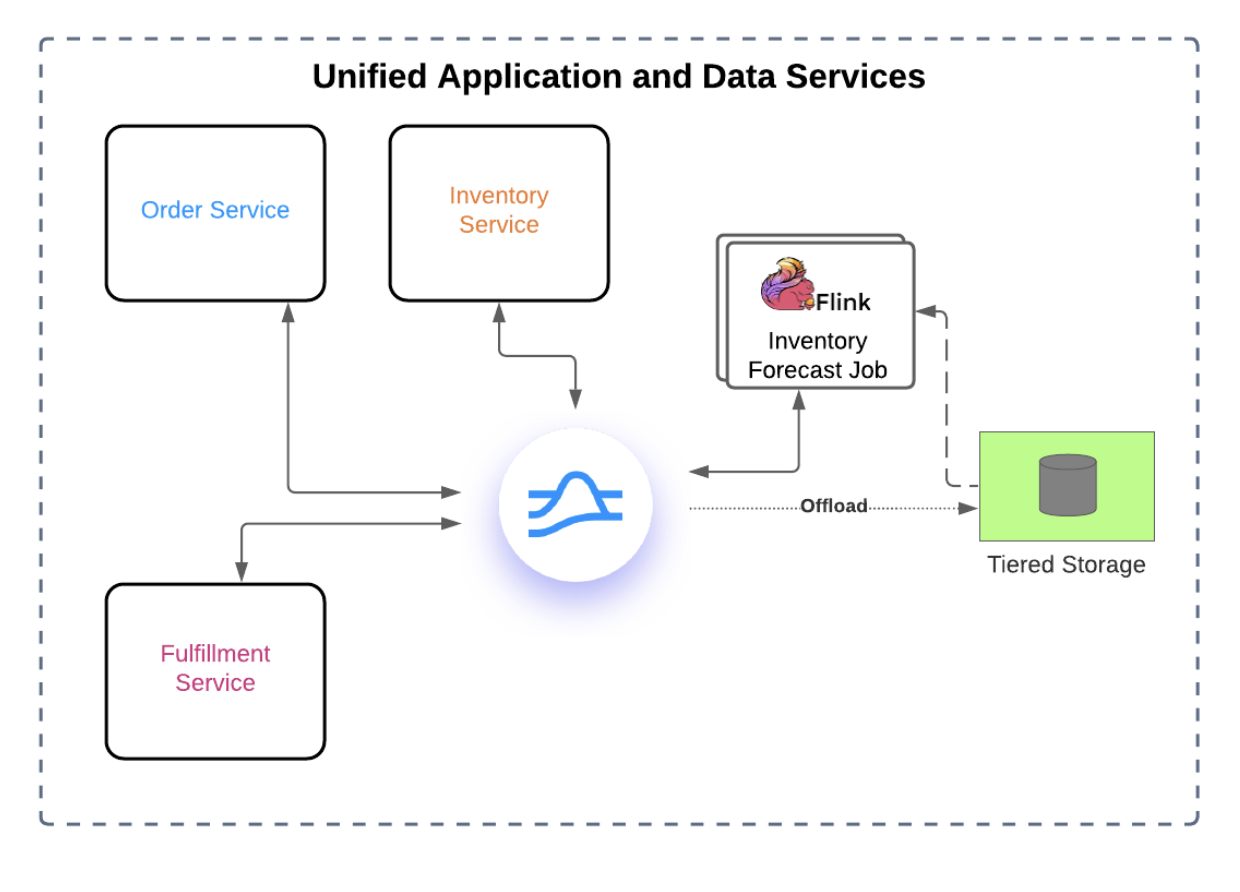 Unified Application and Data Services
Order Service
Inventory
Service
Flink
Inventory
Forecast Job
Offload
Tiered Storage
Fulfillment
Service